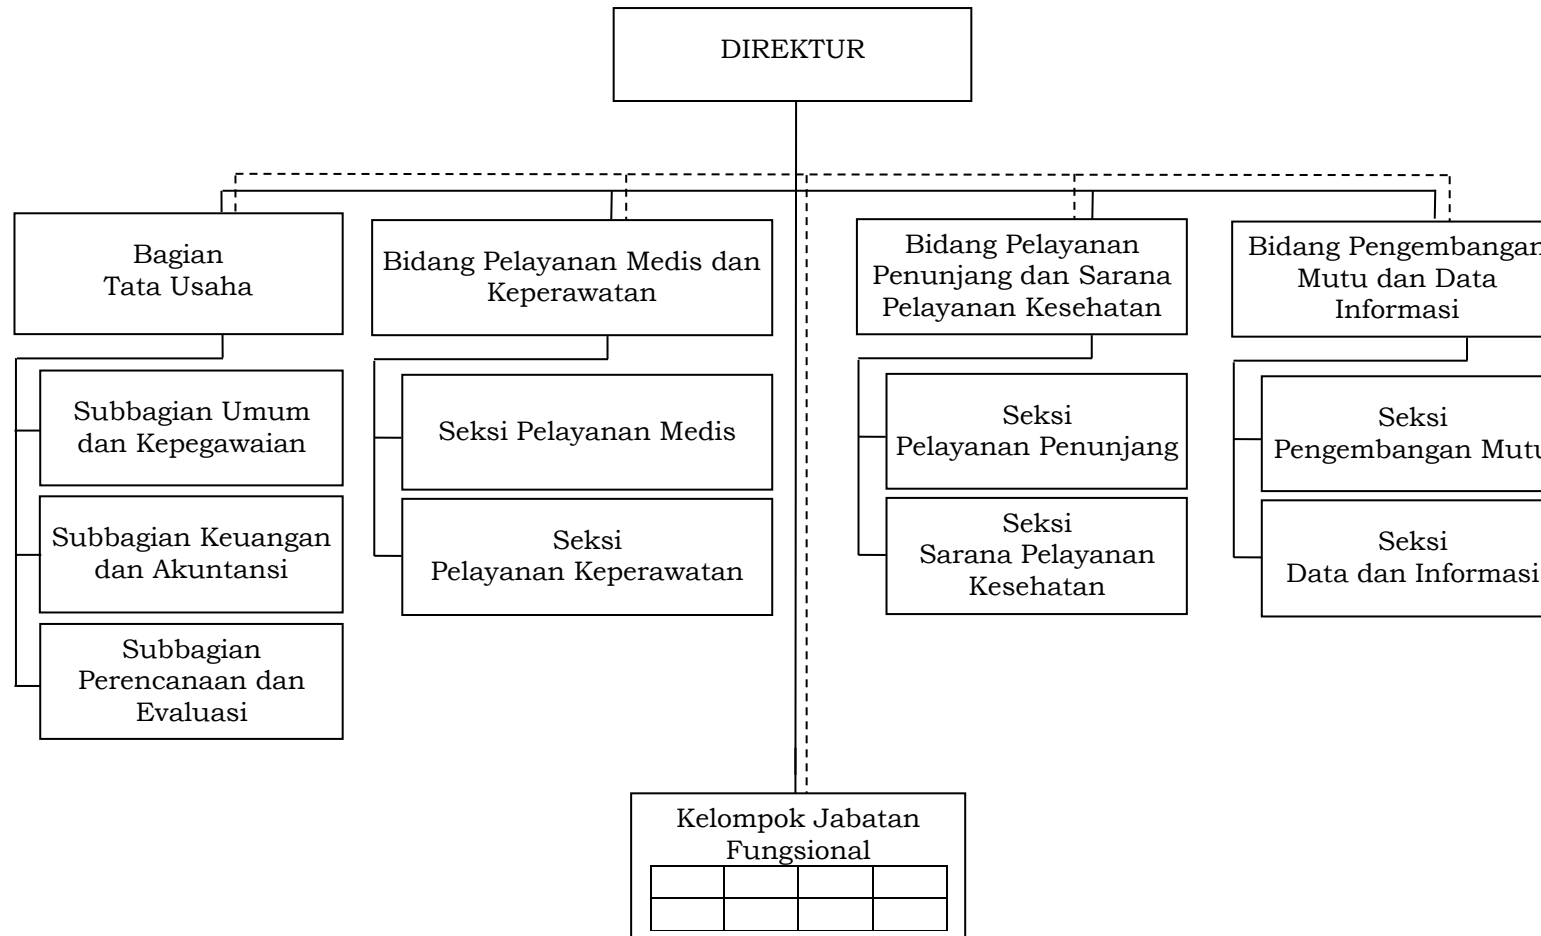 DIREKTUR
Bagian
Tata Usaha
Bidang Pelayanan Medis dan
Keperawatan
Bidang Pelayanan
Penunjang dan Sarana
Pelayanan Kesehatan
Bidang Pengembangan
Mutu dan Data
Informasi
Subbagian Umum
dan Kepegawaian
Subbagian Keuangan
dan Akuntansi
Subbagian
Perencanaan dan
Evaluasi
Seksi Pelayanan Medis
Seksi
Pelayanan Keperawatan
Seksi
Pelayanan Penunjang
Seksi
Sarana Pelayanan
Kesehatan
Seksi
Pengembangan Mutu
Seksi
Data dan Informasi
Kelompok Jabatan
Fungsional